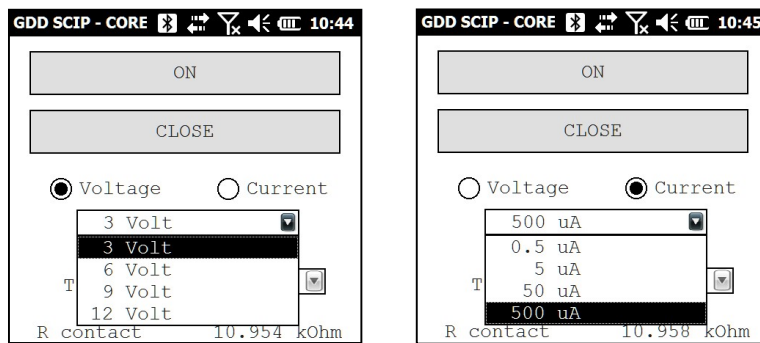 GDD SCIP - CORE 10:44
ON
CLOSE
Voltage Current
3 Volt
3 Volt
6 Volt
9 Volt
12 Volt
T
R contact 10.954 kOhm
GDD SCIP - CORE 10:45
ON
CLOSE
Voltage Current
500 uA
0.5 uA
5 uA
50 uA
500 uA
T
R contact 10.958 kOhm